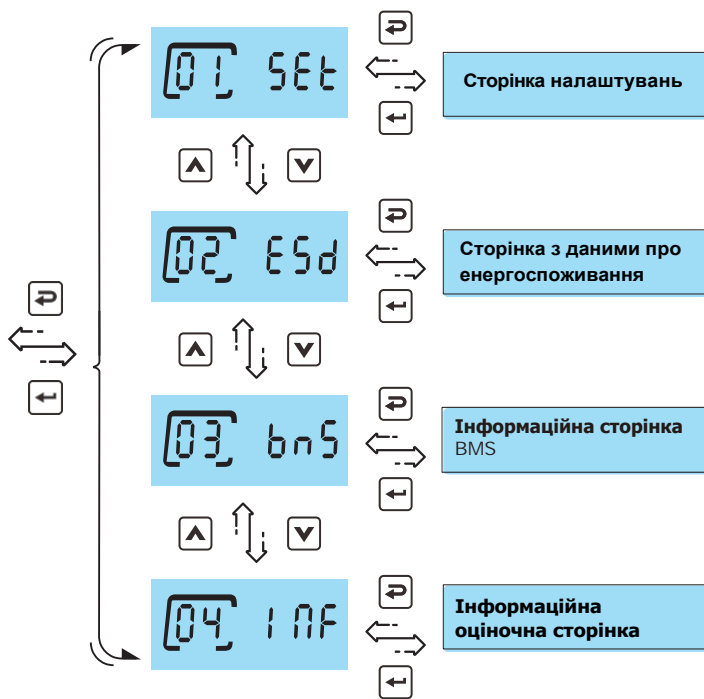 01 SEt
Сторінка налаштувань
02 ESd
Сторінка з даними про
енергоспоживання
03 bnS
Інформаційна сторінка
BMS
04 INF
Інформаційна
оціночна сторінка